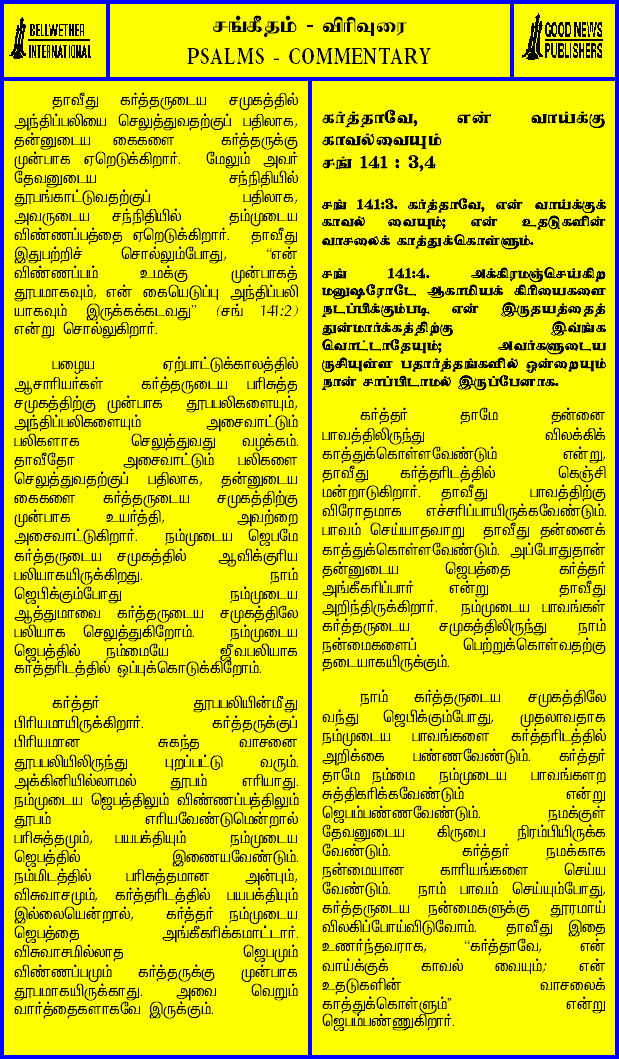 BELLWETHER
INTERNATIONAL
சங்கீதம் - விரிவுரை
PSALMS - COMMENTARY
GOOD NEWS
PUBLISHERS
தாவீது கர்த்தருடைய சமுகத்தில்
அந்திப்பலியை செலுத்துவதற்குப் பதிலாக,
தன்னுடைய கைகளை கர்த்தருக்கு
முன்பாக ஏறெடுக்கிறார். மேலும் அவர்
தேவனுடைய சந்நிதியில்
தூபங்காட்டுவதற்குப் பதிலாக,
அவருடைய சந்நிதியில் தம்முடைய
விண்ணப்பத்தை ஏறெடுக்கிறார். தாவீது
இதுபற்றிச் சொல்லும்போது, “என்
விண்ணப்பம் உமக்கு முன்பாகத்
தூபமாகவும், என் கையெடுப்பு அந்திப்பலி
யாகவும் இருக்கக்கடவது” (சங் 141:2)
என்று சொல்லுகிறார்.
பழைய ஏற்பாட்டுக்காலத்தில்
ஆசாரியர்கள் கர்த்தருடைய பரிசுத்த
சமுகத்திற்கு முன்பாக தூபபலிகளையும்,
அந்திப்பலிகளையும் அசைவாட்டும்
பலிகளாக செலுத்துவது வழக்கம்.
தாவீதோ அசைவாட்டும் பலிகளை
செலுத்துவதற்குப் பதிலாக, தன்னுடைய
கைகளை கர்த்தருடைய சமுகத்திற்கு
முன்பாக உயர்த்தி, அவற்றை
அசைவாட்டுகிறார். நம்முடைய ஜெபமே
கர்த்தருடைய சமுகத்தில் ஆவிக்குரிய
பலியாகயிருக்கிறது. நாம்
ஜெபிக்கும்போது நம்முடைய
ஆத்துமாவை கர்த்தருடைய சமுகத்திலே
பலியாக செலுத்துகிறோம். நம்முடைய
ஜெபத்தில் நம்மையே ஜீவபலியாக
கர்த்தரிடத்தில் ஒப்புக்கொடுக்கிறோம்.
கர்த்தர் தூபபலியின்மீது
பிரியமாயிருக்கிறார். கர்த்தருக்குப்
பிரியமான சுகந்த வாசனை
தூபபலியிலிருந்து புறப்பட்டு வரும்.
அக்கினியில்லாமல் தூபம் எரியாது.
நம்முடைய ஜெபத்திலும் விண்ணப்பத்திலும்
தூபம் எரியவேண்டுமென்றால்
பரிசுத்தமும், பயபக்தியும் நம்முடைய
ஜெபத்தில் இணையவேண்டும்.
நம்மிடத்தில் பரிசுத்தமான அன்பும்,
விசுவாசமும், கர்த்தரிடத்தில் பயபக்தியும்
இல்லையென்றால், கர்த்தர் நம்முடைய
ஜெபத்தை அங்கீகரிக்கமாட்டார்.
விசுவாசமில்லாத ஜெபமும்
விண்ணப்பமும் கர்த்தருக்கு முன்பாக
தூபமாகயிருக்காது. அவை வெறும்
வார்த்தைகளாகவே இருக்கும்.
கர்த்தாவே, என் வாய்க்கு
காவல்வையும்
சங் 141 : 3,4
சங் 141:3. கர்த்தாவே, என் வாய்க்குக்
காவல் வையும்; என் உதடுகளின்
வாசலைக் காத்துக்கொள்ளும்.
சங் 141:4. அக்கிரமஞ்செய்கிற
மனுஷரோடே ஆகாமியக் கிரியைகளை
நடப்பிக்கும்படி என் இருதயத்தைத்
துன்மார்க்கத்திற்கு இவ்ங்க
வொட்டாதேயும்; அவர்களுடைய
ருசியுள்ள பதார்த்தங்களில் ஒன்றையும்
நான் சாப்பிடாமல் இருப்பேனாக.
கர்த்தர் தாமே தன்னை
பாவத்திலிருந்து விலக்கிக்
காத்துக்கொள்ளவேண்டும் என்று,
தாவீது கர்த்தரிடத்தில் கெஞ்சி
மன்றாடுகிறார். தாவீது பாவத்திற்கு
விரோதமாக எச்சரிப்பாயிருக்கவேண்டும்.
பாவம் செய்யாதவாறு தாவீது தன்னைக்
காத்துக்கொள்ளவேண்டும். அப்போதுதான்
தன்னுடைய ஜெபத்தை கர்த்தர்
அங்கீகரிப்பார் என்று தாவீது
அறிந்திருக்கிறார். நம்முடைய பாவங்கள்
கர்த்தருடைய சமுகத்திலிருந்து நாம்
நன்மைகளைப் பெற்றுக்கொள்வதற்கு
தடையாகயிருக்கும்.
நாம் கர்த்தருடைய சமுகத்திலே
வந்து ஜெபிக்கும்போது, முதலாவதாக
நம்முடைய பாவங்களை கர்த்தரிடத்தில்
அறிக்கை பண்ணவேண்டும். கர்த்தர்
தாமே நம்மை நம்முடைய பாவங்களற
சுத்திகரிக்கவேண்டும் என்று
ஜெபம்பண்ணவேண்டும். நமக்குள்
தேவனுடைய கிருபை நிரம்பியிருக்க
வேண்டும். கர்த்தர் நமக்காக
நன்மையான காரியங்களை செய்ய
வேண்டும். நாம் பாவம் செய்யும்போது,
கர்த்தருடைய நன்மைகளுக்கு தூரமாய்
விலகிப்போய்விடுவோம். தாவீது இதை
உணர்ந்தவராக, “கர்த்தாவே, என்
வாய்க்குக் காவல் வையும்; என்
உதடுகளின் வாசலைக்
காத்துக்கொள்ளும்” என்று
ஜெபம்பண்ணுகிறார்.